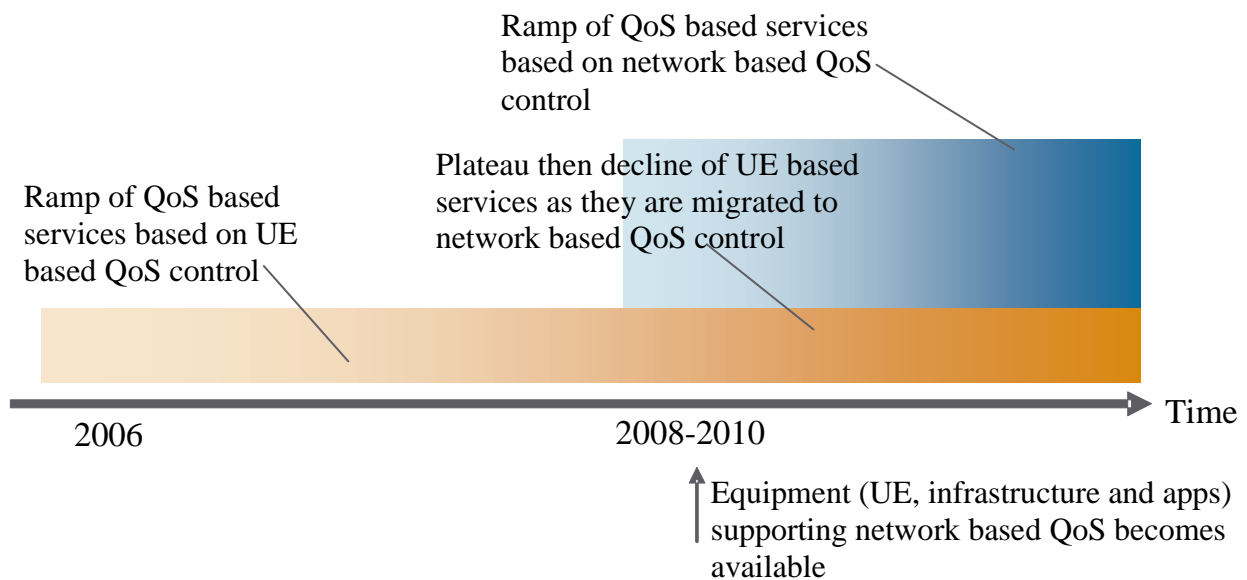 Ramp of QoS based services
based on network based QoS
control
Plateau then decline of UE based
services as they are migrated to
network based QoS control
Ramp of QoS based
services based on UE
based QoS control
Time
2006
2008-2010
Equipment (UE, infrastructure and apps)
supporting network based QoS becomes
available